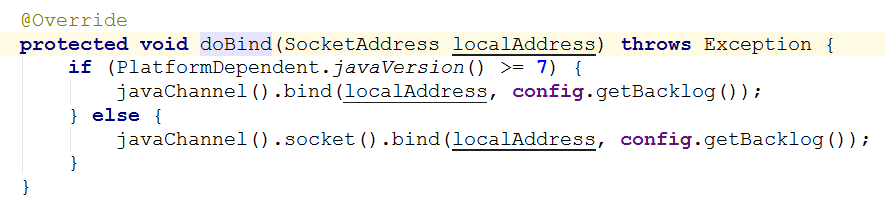 @Override
protected void doBind(SocketAddress localAddress) throws Exception {
    if (PlatformDependent.javaVersion() >= 7) {
        javaChannel().bind(localAddress, config.getBacklog());
    } else {
        javaChannel().socket().bind(localAddress, config.getBacklog());
    }
}